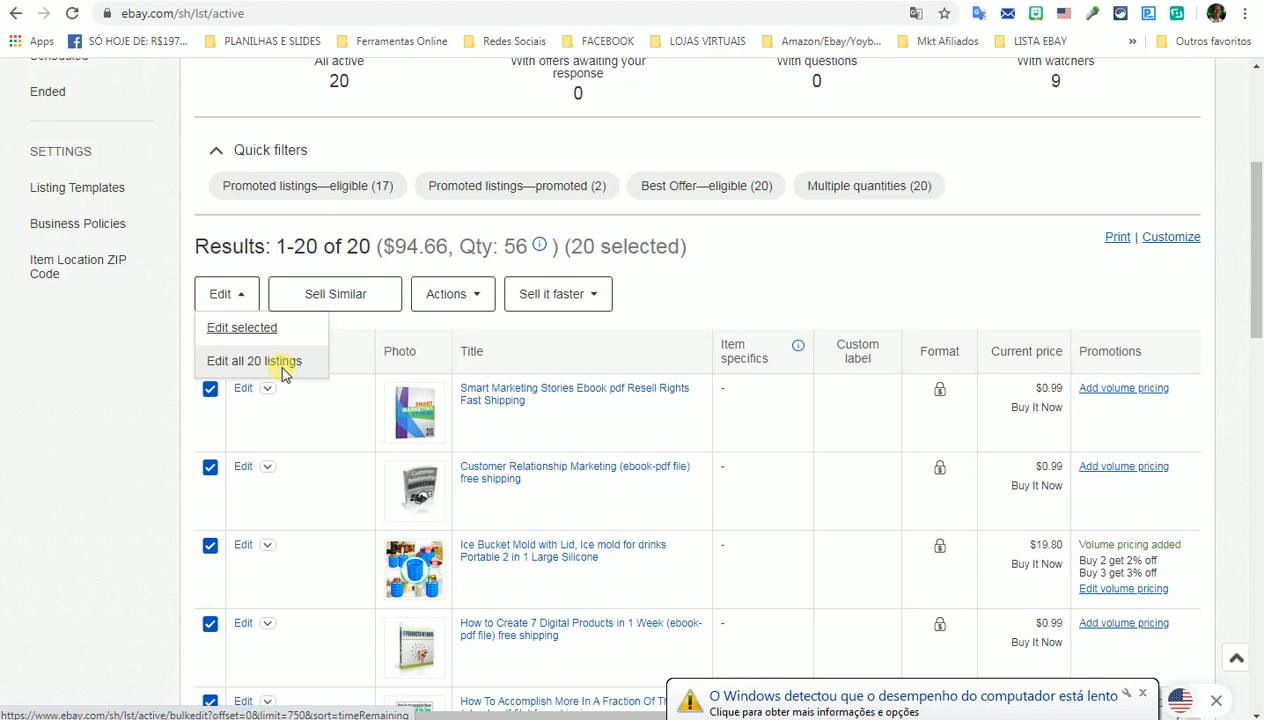 ebay.com/sh/lst/active
Apps
SÓ HOJE DE: R$197...
PLANILHAS E SLIDES
Ferramentas Online
Redes Sociais
FACEBOOK
LOJAS VIRTUAIS
Amazon/Ebay/Yoyb...
Mkt Afiliados
LISTA EBAY
»
Outros favoritos
Scheduled
Ended
SETTINGS
Listing Templates
Business Policies
Item Location ZIP
Code
All active
20
With offers awaiting your
response
0
With questions
0
With watchers
9
Quick filters
Promoted listings—eligible (17)
Promoted listings—promoted (2)
Best Offer—eligible (20)
Multiple quantities (20)
Results: 1-20 of 20 ($94.66, Qty: 56 ) (20 selected)
Print | Customize
Edit
Sell Similar
Actions
Sell it faster
Edit selected
Edit all 20 listings
Photo
Title
Item
specifics
Custom
label
Format
Current price
Promotions
Edit
Smart Marketing Stories Ebook pdf Resell Rights
Fast Shipping
-
$0.99
Buy It Now
Add volume pricing
Edit
Customer Relationship Marketing (ebook-pdf file)
free shipping
-
$0.99
Buy It Now
Add volume pricing
Edit
Ice Bucket Mold with Lid, Ice mold for drinks
Portable 2 in 1 Large Silicone
-
$19.80
Buy It Now
Volume pricing added
Buy 2 get 2% off
Buy 3 get 3% off
Edit volume pricing
Edit
How to Create 7 Digital Products in 1 Week (ebook-
pdf file) free shipping
-
$0.99
Buy It Now
Add volume pricing
Edit
How To Accomplish More In A Fraction Of
O Windows detectou que o desempenho do computador está lento
Clique para obter mais informações e opções
https://www.ebay.com/sh/lst/active/bulkedit?offset=0&limit=750&sort=timeRemaining